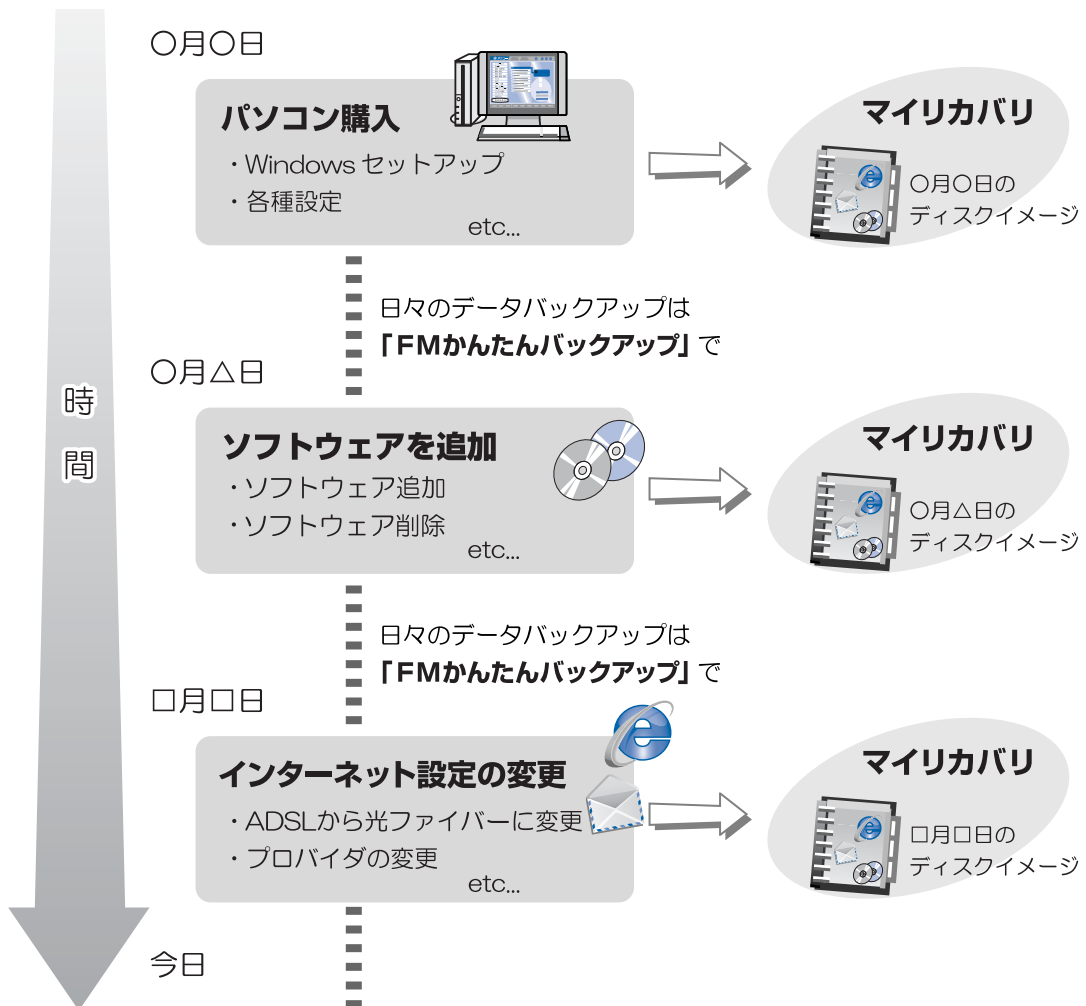 〇月〇日
パソコン購入
・Windows セットアップ
・各種設定
etc...
マイリカバリ
〇月〇日の
ディスクイメージ
日々のデータバックアップは
「FMかんたんバックアップ」で
〇月△日
時間
ソフトウェアを追加
・ソフトウェア追加
・ソフトウェア削除
etc...
マイリカバリ
〇月△日の
ディスクイメージ
日々のデータバックアップは
「FMかんたんバックアップ」で
□月□日
インターネット設定の変更
・ADSLから光ファイバーに変更
・プロバイダの変更
etc...
マイリカバリ
□月□日の
ディスクイメージ
今日